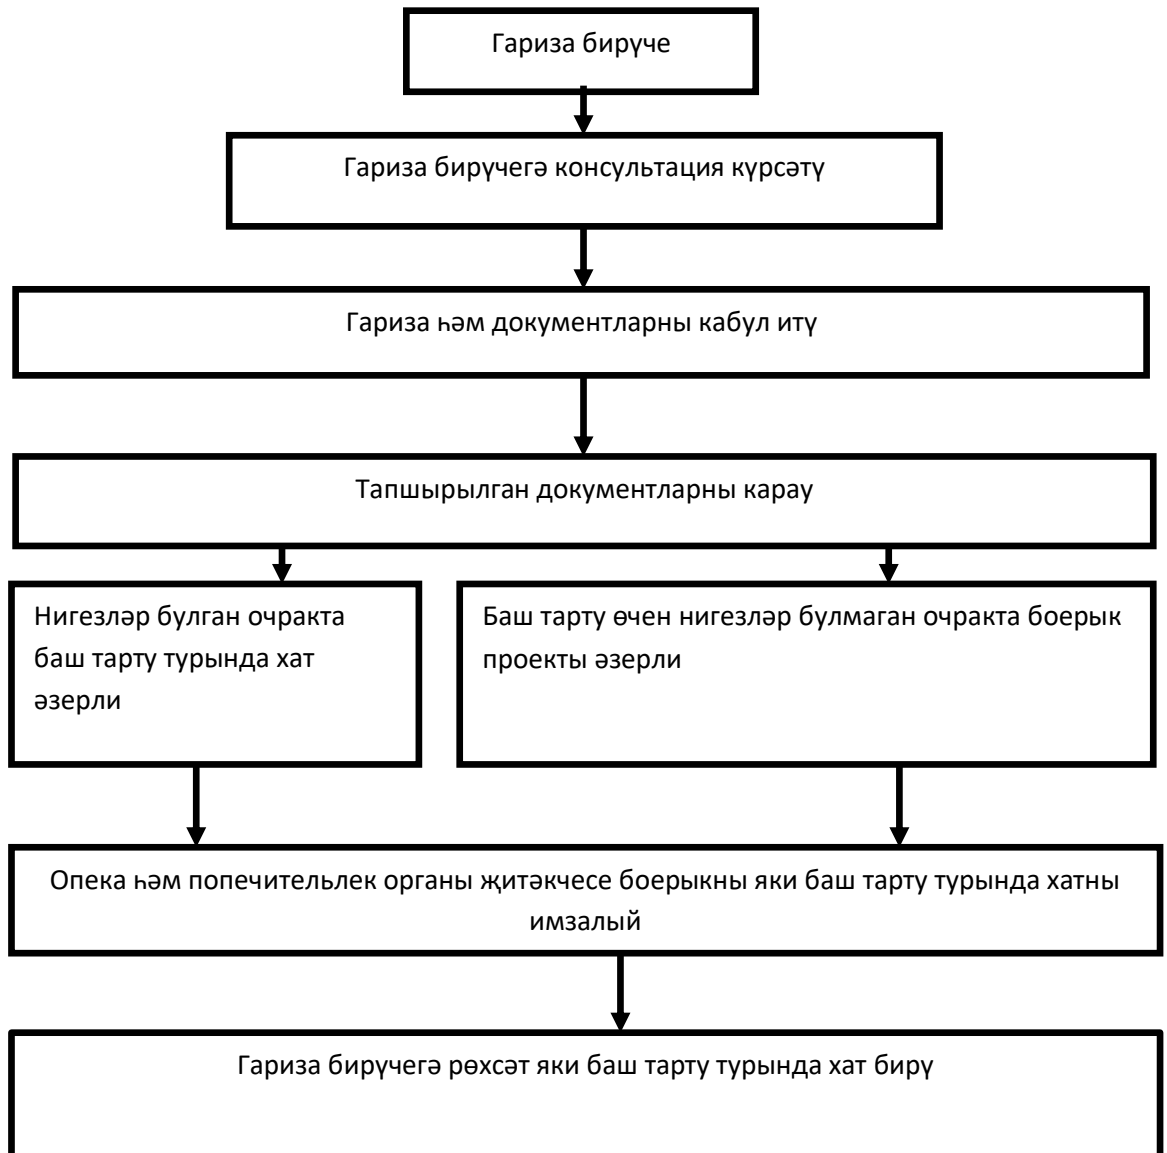 Гариза бирүче
Гариза бирүчегә консультация күрсәтү
Гариза һәм документларны кабул итү
Тапшырылган документларны карау
Нигезләр булган очракта
баш тарту турында хат
әзерли
Баш тарту өчен нигезләр булмаган очракта боерык
проекты әзерли
Опека һәм попечительлек органы җитәкчесе боерыкны яки баш тарту турында хатны
имзалый
Гариза бирүчегә рөхсәт яки баш тарту турында хат бирү